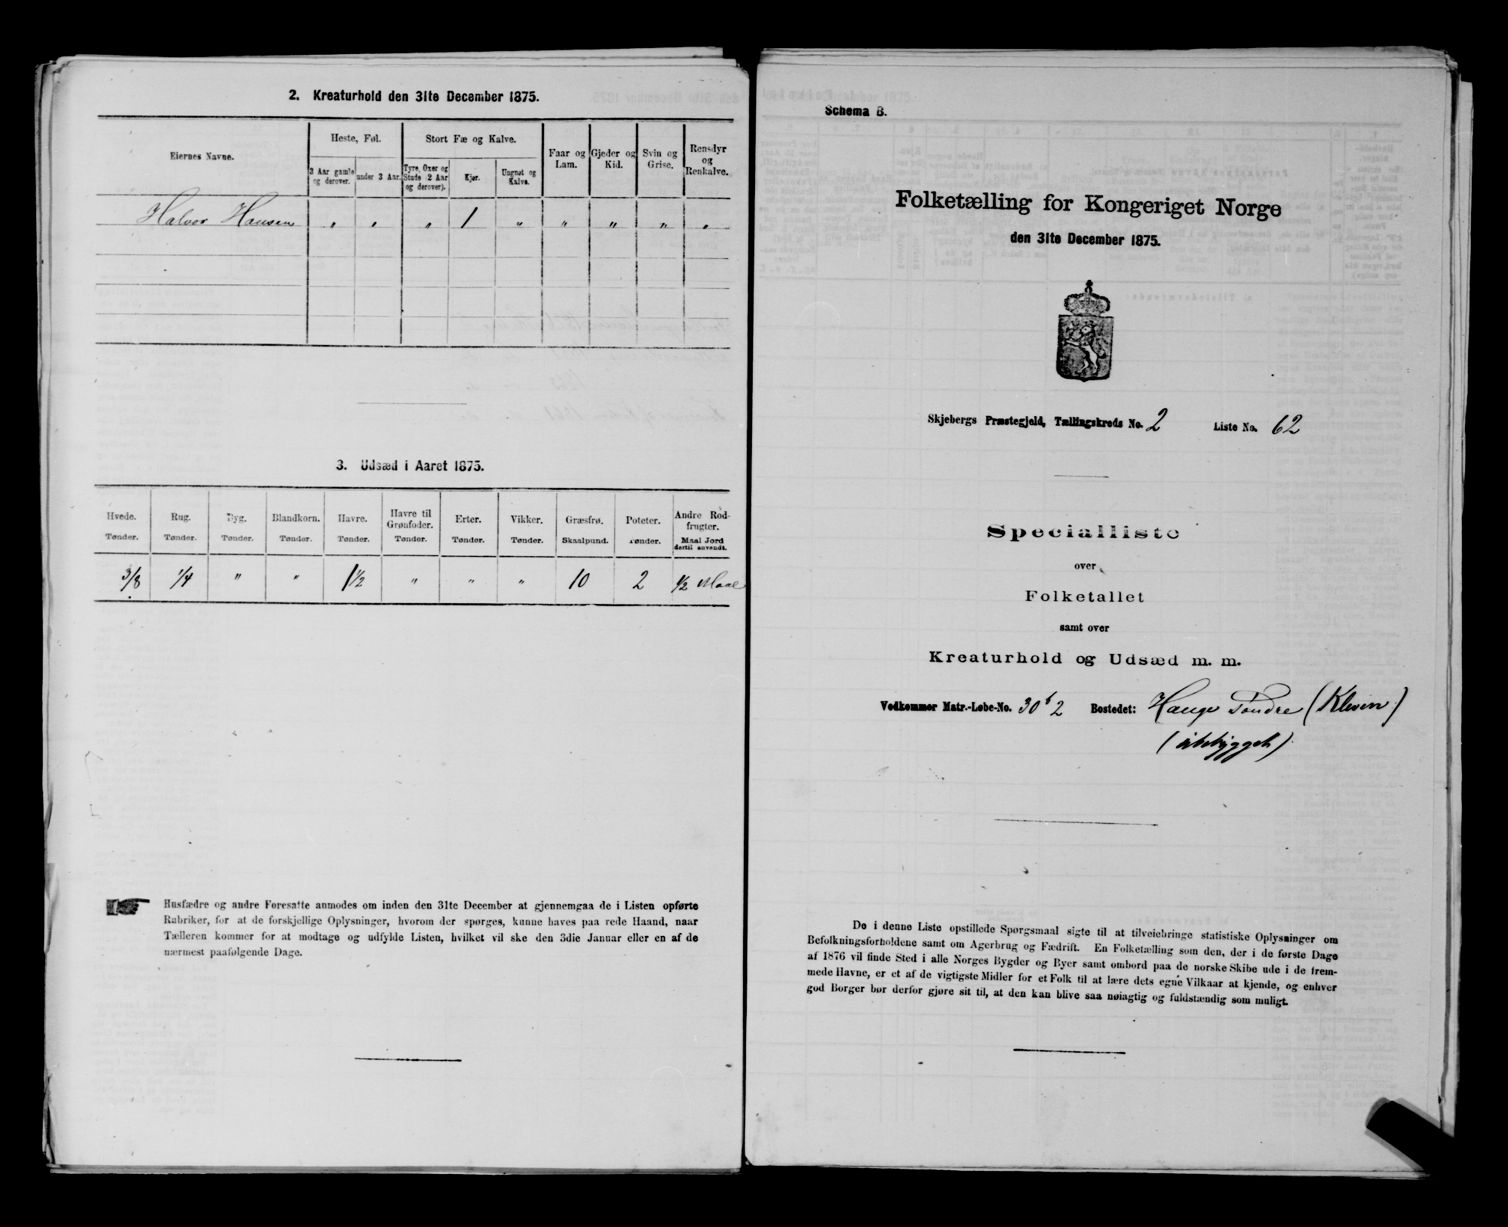 2. Kreaturhold den 31te December 1875.
Eiernes Navne.
Heste, Føl.
Stort Fæ og Kalve.
Faar og Lam.
Gjeder og Kid.
Svin og Grise.
Rensdyr og Renkalve.
3 Aar gamle og derover.
under 3 Aar.
Tyre, Oxer og Stude 2 Aar og derover).
Kjør.
Ungnøt og Kalve.
Halvor Hansen " " " 1 " " " " "
3. Udsæd i Aaret 1875.
Hvede. Rug. Byg. Blandkorn. Havre. Havre til Grønfoder. Erter. Vikker. Græsfrø. Poteter. Andre Rodfrugter.
Tønder. Tønder. Tønder. Tønder. Tønder. Tønder. Tønder. Tønder. Skaalpund. Tønder. Maal Jord dertil anvendt.
3/8 1/4 " " 1 1/2 " " " 10 2 1/2 Maal
Husfædre og andre Foresatte anmodes om inden den 31te December at gjennemgaa de i Listen opførte
Rubriker, for at de forskjellige Oplysninger, hvorom der spørges, kunne haves paa rede Haand, naar
Tælleren kommer for at modtage og udfylde Listen, hvilket vil ske den 3die Januar eller en af de
nærmest paafølgende Dage.
Schema B.
Folketælling for Kongeriget Norge
den 31te December 1875.
Skjebergs Præstegjeld, Tællingskreds No. 2 Liste No. 62
Specialliste
over
Folketallet
samt over
Kreaturhold og Udsæd m. m.
Vedkommer Matr.-Løbe-No. 30 b 2 Bostedet: Hauge Søndre (Kleven)
(ubebygget)
De i denne Liste opstillede Spørgsmaal sigte til at tilveiebringe statistiske Oplysninger om
Befolkningsforholdene samt om Agerbrug og Fædrift. En Folketælling som den, der i de første Dage
af 1876 vil finde Sted i alle Norges Bygder og Byer samt ombord paa de norske Skibe ude i de frem-
mede Havne, er et af de vigtigste Midler for et Folk til at lære dets egne Vilkaar at kjende, og enhver
god Borger bør derfor gjøre sit til, at den kan blive saa nøiagtig og fuldstændig som muligt.